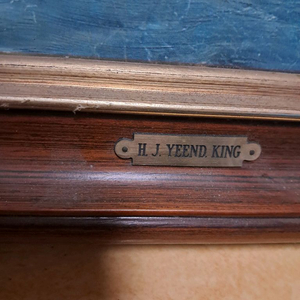 H. J. YEEND. KING